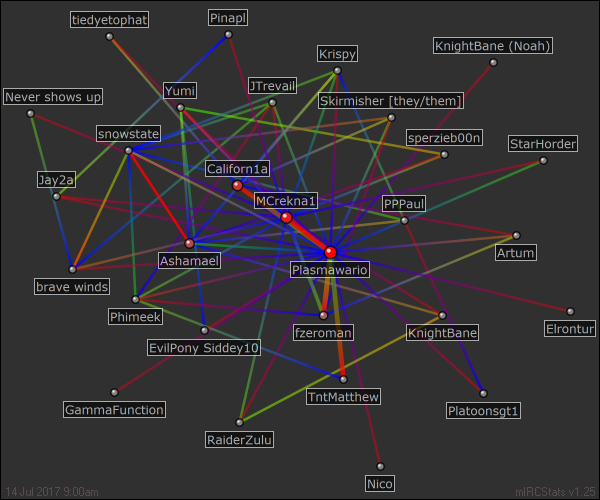 Pinapl
tiedyetophat
KnightBane (Noah)
Krispy
JTrevail
Yumi
Never shows up
Skirmisher [they/them]
snowstate
sperzieb00n
StarHorder
Californ1a
Jay2a
MCrekna1
PPPaul
Artum
Ashamael
Plasmawario
brave winds
Phimeek
Elrontur
fzeroman
KnightBane
EvilPony Siddey10
TntMatthew
GammaFunction
Platoonsgt1
RaiderZulu
Nico
14 Jul 2017 9:00am
mIRCStats v1.25